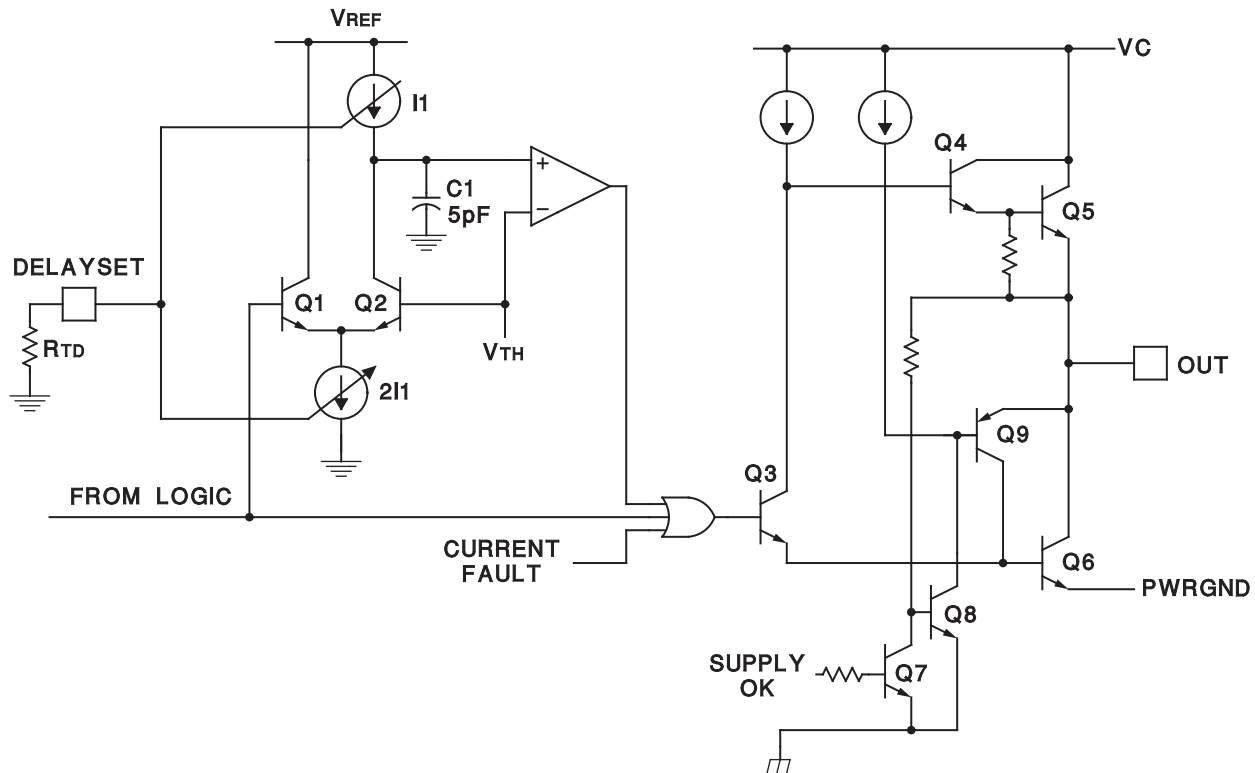 VREF
VC
I1
Q4
C1
5pF
+
−
Q5
DELAYSET
Q1
Q2
RTD
VTH
2I1
OUT
Q9
Q3
FROM LOGIC
CURRENT
FAULT
Q6
PWRGND
Q8
SUPPLY
OK
Q7